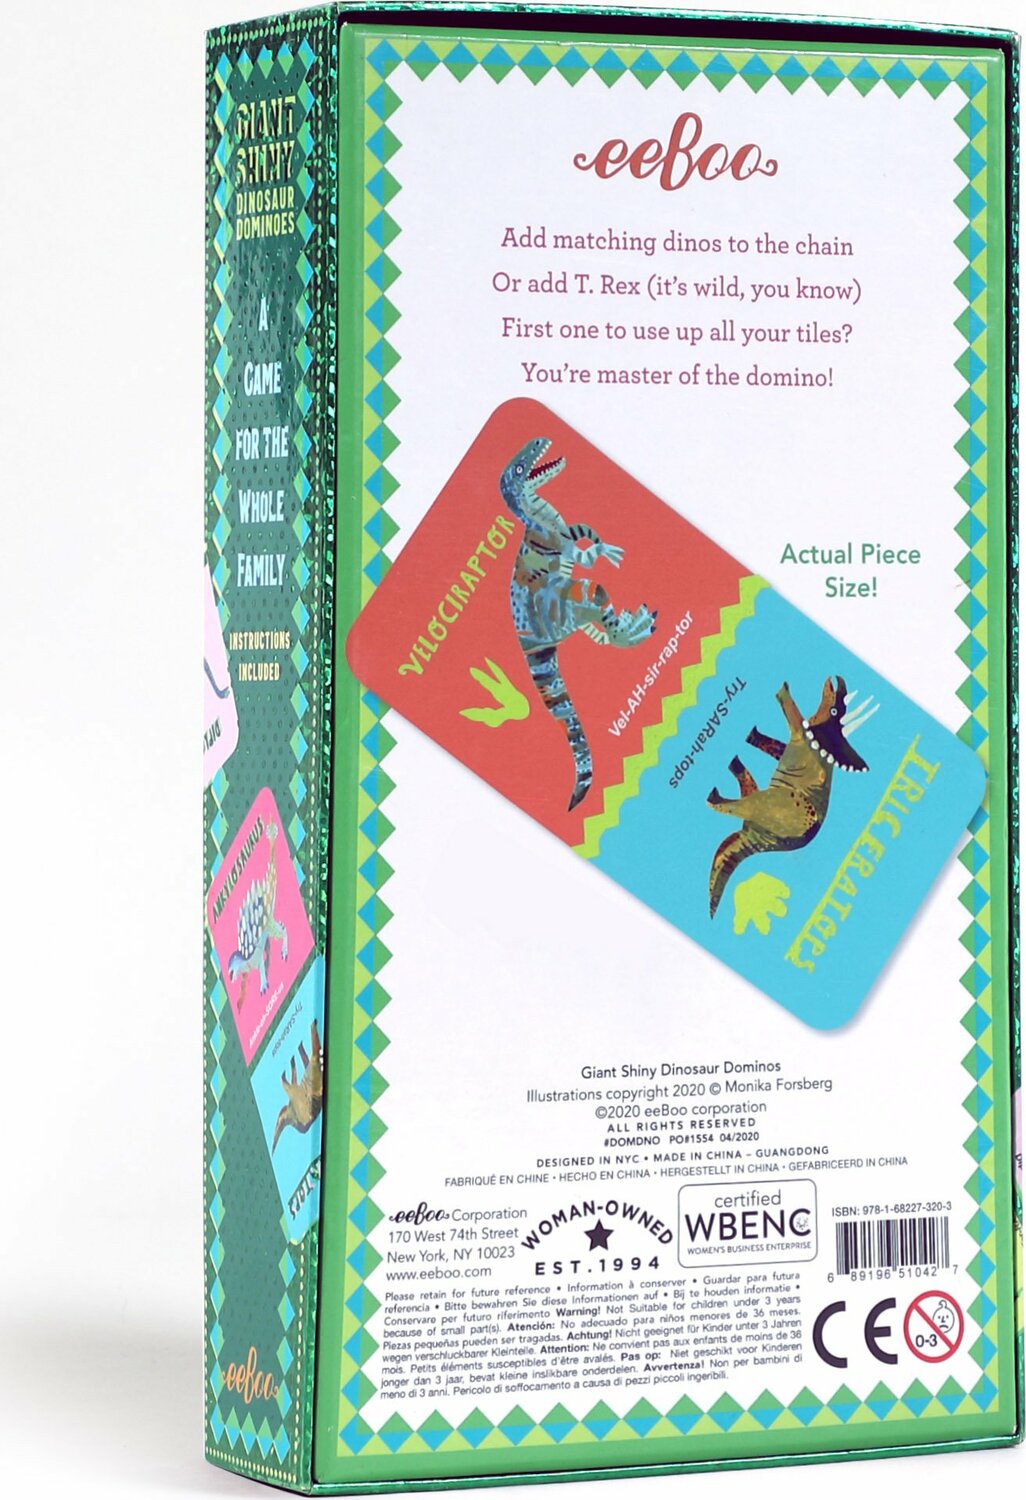 GIANT
SHINY
DINOSAUR
DOMINOES
A
GAME
FOR THE
WHOLE
FAMILY
INSTRUCTIONS
INCLUDED
ANKYLOSAURUS
eeBoo
eeBoo
Add matching dinos to the chain
Or add T. Rex (it's wild, you know)
First one to use up all your tiles?
You're master of the domino!
Actual Piece
Size!
VELOCIRAPTOR
Vel-AH-sir-rap-tor
Try-SARah-tops
TRICERATOPS
Giant Shiny Dinosaur Dominos
Illustrations copyright 2020 © Monika Forsberg
©2020 eeBoo corporation
ALL RIGHTS RESERVED
#DOMDNO PO#1554 04/2020
DESIGNED IN NYC • MADE IN CHINA – GUANGDONG
FABRIQUÉ EN CHINE • HECHO EN CHINA • HERGESTELLT IN CHINA • GEFABRICEERD IN CHINA
eeBoo Corporation
170 West 74th Street
New York, NY 10023
www.eeboo.com
WOMAN-OWNED
EST.1994
certified
WBENC
WOMEN'S BUSINESS ENTERPRISE
ISBN: 978-1-68227-320-3
6 89196 51042 7
Please retain for future reference • Information à conserver • Guardar para futura
referencia • Bitte bewahren Sie diese Informationen auf • Bij te houden informatie •
Conservare per futuro riferimento Warning! Not Suitable for children under 3 years
because of small part(s). Atención: No adecuado para niños menores de 36 meses.
Piezas pequeñas pueden ser tragadas. Achtung! Nicht geeignet für Kinder unter 3 Jahren
wegen verschluckbarer Kleinteile. Attention: Ne convient pas aux enfants de moins de 36
mois. Petits éléments susceptibles d'être avalés. Pas op: Niet geschikt voor Kinderen
jonger dan 3 jaar, bevat kleine inslikbare onderdelen. Avvertenza! Non per bambini di
meno di 3 anni. Pericolo di soffocamento a causa di pezzi piccoli ingeribili.
CE
0-3